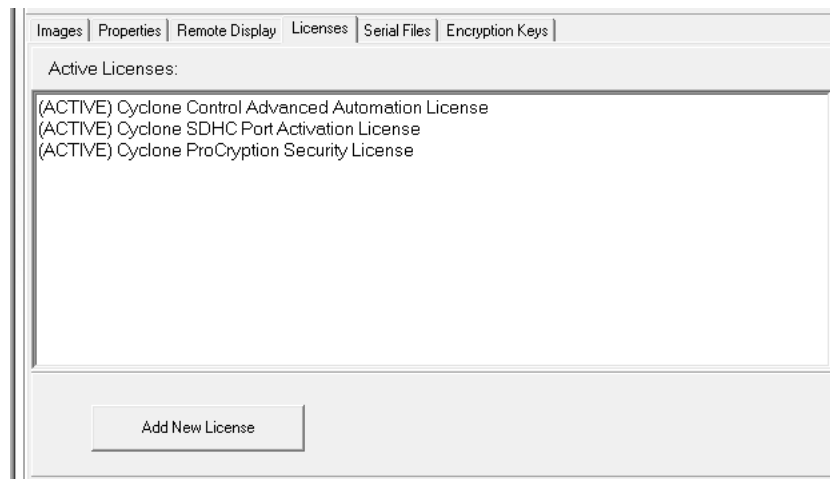 Images Properties Remote Display Licenses Serial Files Encryption Keys
Active Licenses:
(ACTIVE) Cyclone Control Advanced Automation License
(ACTIVE) Cyclone SDHC Port Activation License
(ACTIVE) Cyclone ProCryption Security License
Add New License